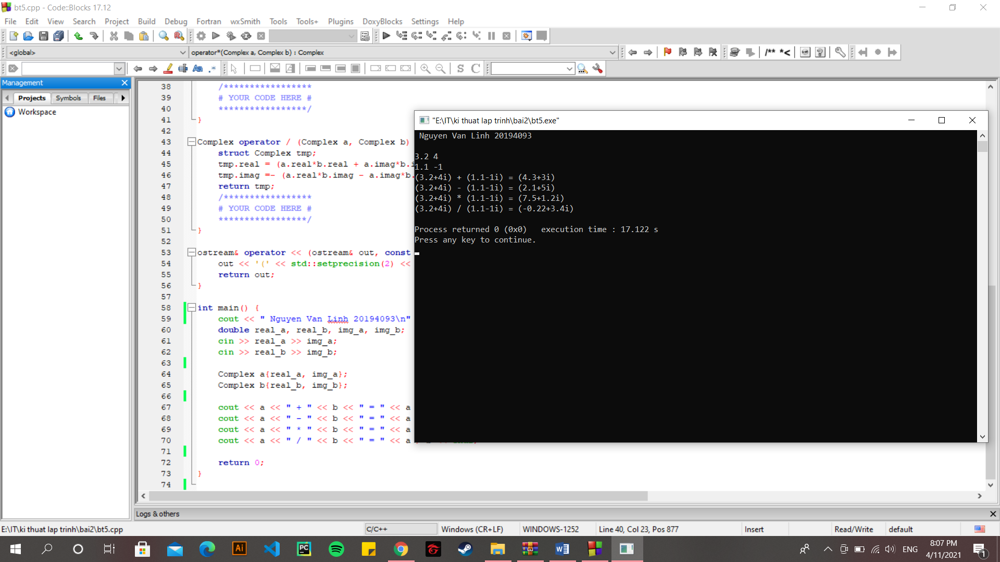 bt5.cpp - Code::Blocks 17.12
File Edit View Search Project Build Debug Fortran wxSmith Tools Tools+ Plugins DoxyBlocks Settings Help
<global>
operator*(Complex a, Complex b) : Complex
/** *<
Management
Projects Symbols Files
Workspace
38 /*****************
39 # YOUR CODE HERE #
40 *****************/
41 }
42
43 Complex operator / (Complex a, Complex b)
44 struct Complex tmp;
45 tmp.real = (a.real*b.real + a.imag*b.i
46 tmp.imag =- (a.real*b.imag - a.imag*b.
47 return tmp;
48 /*****************
49 # YOUR CODE HERE #
50 *****************/
51 }
52
53 ostream& operator << (ostream& out, const
54 out << '(' << std::setprecision(2) <<
55 return out;
56 }
57
58 int main() {
59 cout << " Nguyen Van Linh 20194093\n"
60 double real_a, real_b, img_a, img_b;
61 cin >> real_a >> img_a;
62 cin >> real_b >> img_b;
63
64 Complex a{real_a, img_a};
65 Complex b{real_b, img_b};
66
67 cout << a << " + " << b << " = " << a
68 cout << a << " - " << b << " = " << a
69 cout << a << " * " << b << " = " << a
70 cout << a << " / " << b << " = " << a
71
72 return 0;
73 }
74
"E:\IT\ki thuat lap trinh\bai2\bt5.exe"
Nguyen Van Linh 20194093
3.2 4
1.1 -1
(3.2+4i) + (1.1-1i) = (4.3+3i)
(3.2+4i) - (1.1-1i) = (2.1+5i)
(3.2+4i) * (1.1-1i) = (7.5+1.2i)
(3.2+4i) / (1.1-1i) = (-0.22+3.4i)
Process returned 0 (0x0)   execution time : 17.122 s
Press any key to continue.
Logs & others
E:\IT\ki thuat lap trinh\bai2\bt5.cpp C/C++ Windows (CR+LF) WINDOWS-1252 Line 40, Col 23, Pos 877 Insert Read/Write default
ENG
8:07 PM
4/11/2021
1